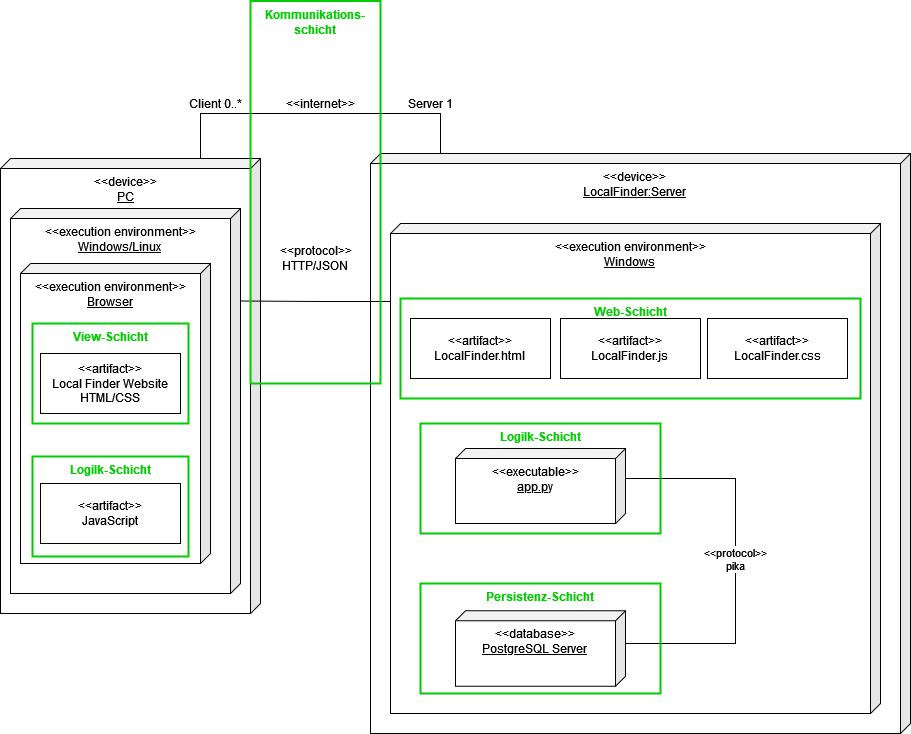 Kommunikations-
schicht
Client 0..*
<<internet>>
Server 1
<<device>>
PC
<<execution environment>>
Windows/Linux
<<execution environment>>
Browser
View-Schicht
<<artifact>>
Local Finder Website
HTML/CSS
Logilk-Schicht
<<artifact>>
JavaScript
<<protocol>>
HTTP/JSON
<<device>>
LocalFinder:Server
<<execution environment>>
Windows
Web-Schicht
<<artifact>>
LocalFinder.html
<<artifact>>
LocalFinder.js
<<artifact>>
LocalFinder.css
Logilk-Schicht
<<executable>>
app.py
<<protocol>>
pika
Persistenz-Schicht
<<database>>
PostgreSQL Server